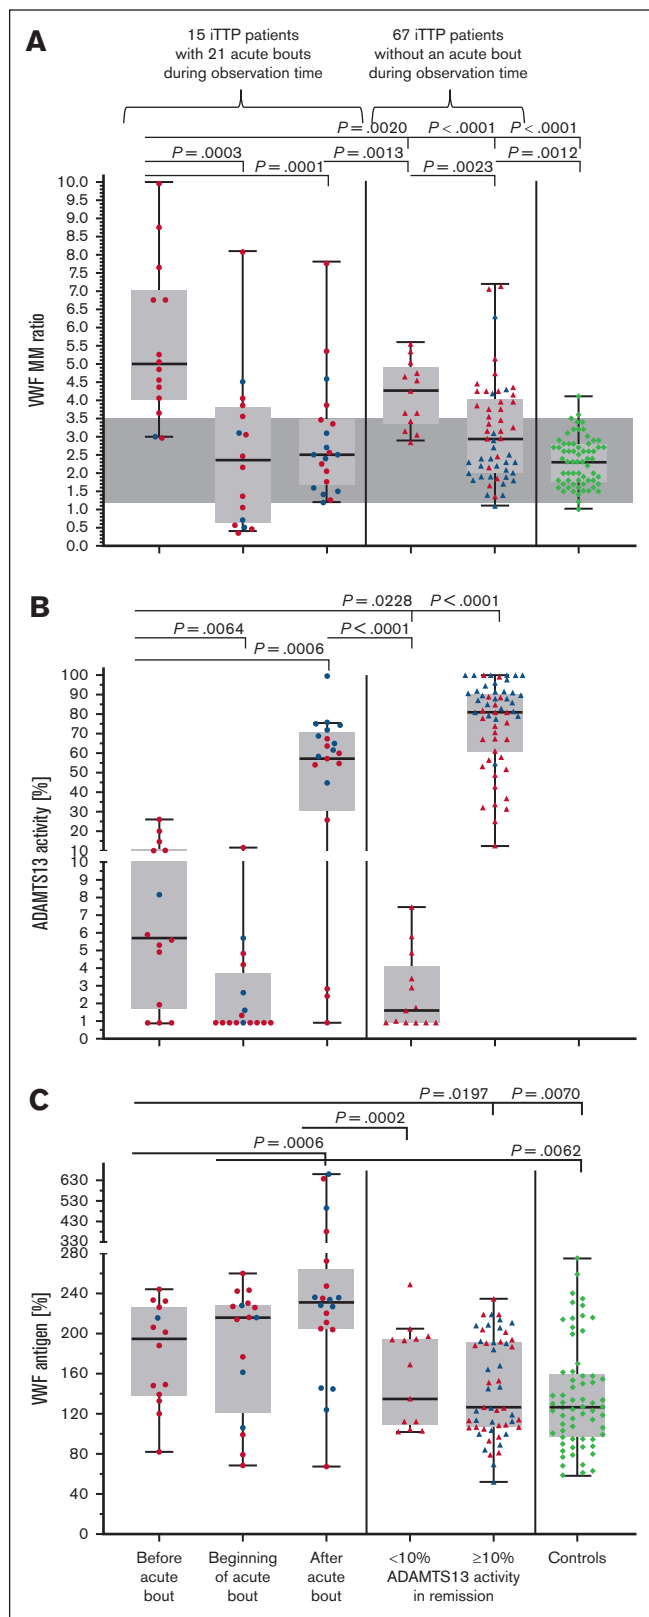 A
15 iTTP patients
with 21 acute bouts
during observation time
67 iTTP patients
without an acute bout
during observation time
P = .0020
P < .0001
P < .0001
P = .0003
P = .0013
P = .0012
P = .0001
P = .0023
VWF MM ratio
10.0
9.5
9.0
8.5
8.0
7.5
7.0
6.5
6.0
5.5
5.0
4.5
4.0
3.5
3.0
2.5
2.0
1.5
1.0
0.5
0.0
B
P = .0228
P < .0001
P = .0064
P < .0001
P = .0006
ADAMTS13 activity [%]
100
90
80
70
60
50
40
30
20
10
10
9
8
7
6
5
4
3
2
1
0
C
P = .0197
P = .0070
P = .0002
P = .0006
P = .0062
VWF antigen [%]
630
530
430
330
280
240
200
160
120
80
40
0
Before
acute
bout
Beginning
of acute
bout
After
acute
bout
<10%
≥10%
ADAMTS13 activity
in remission
Controls